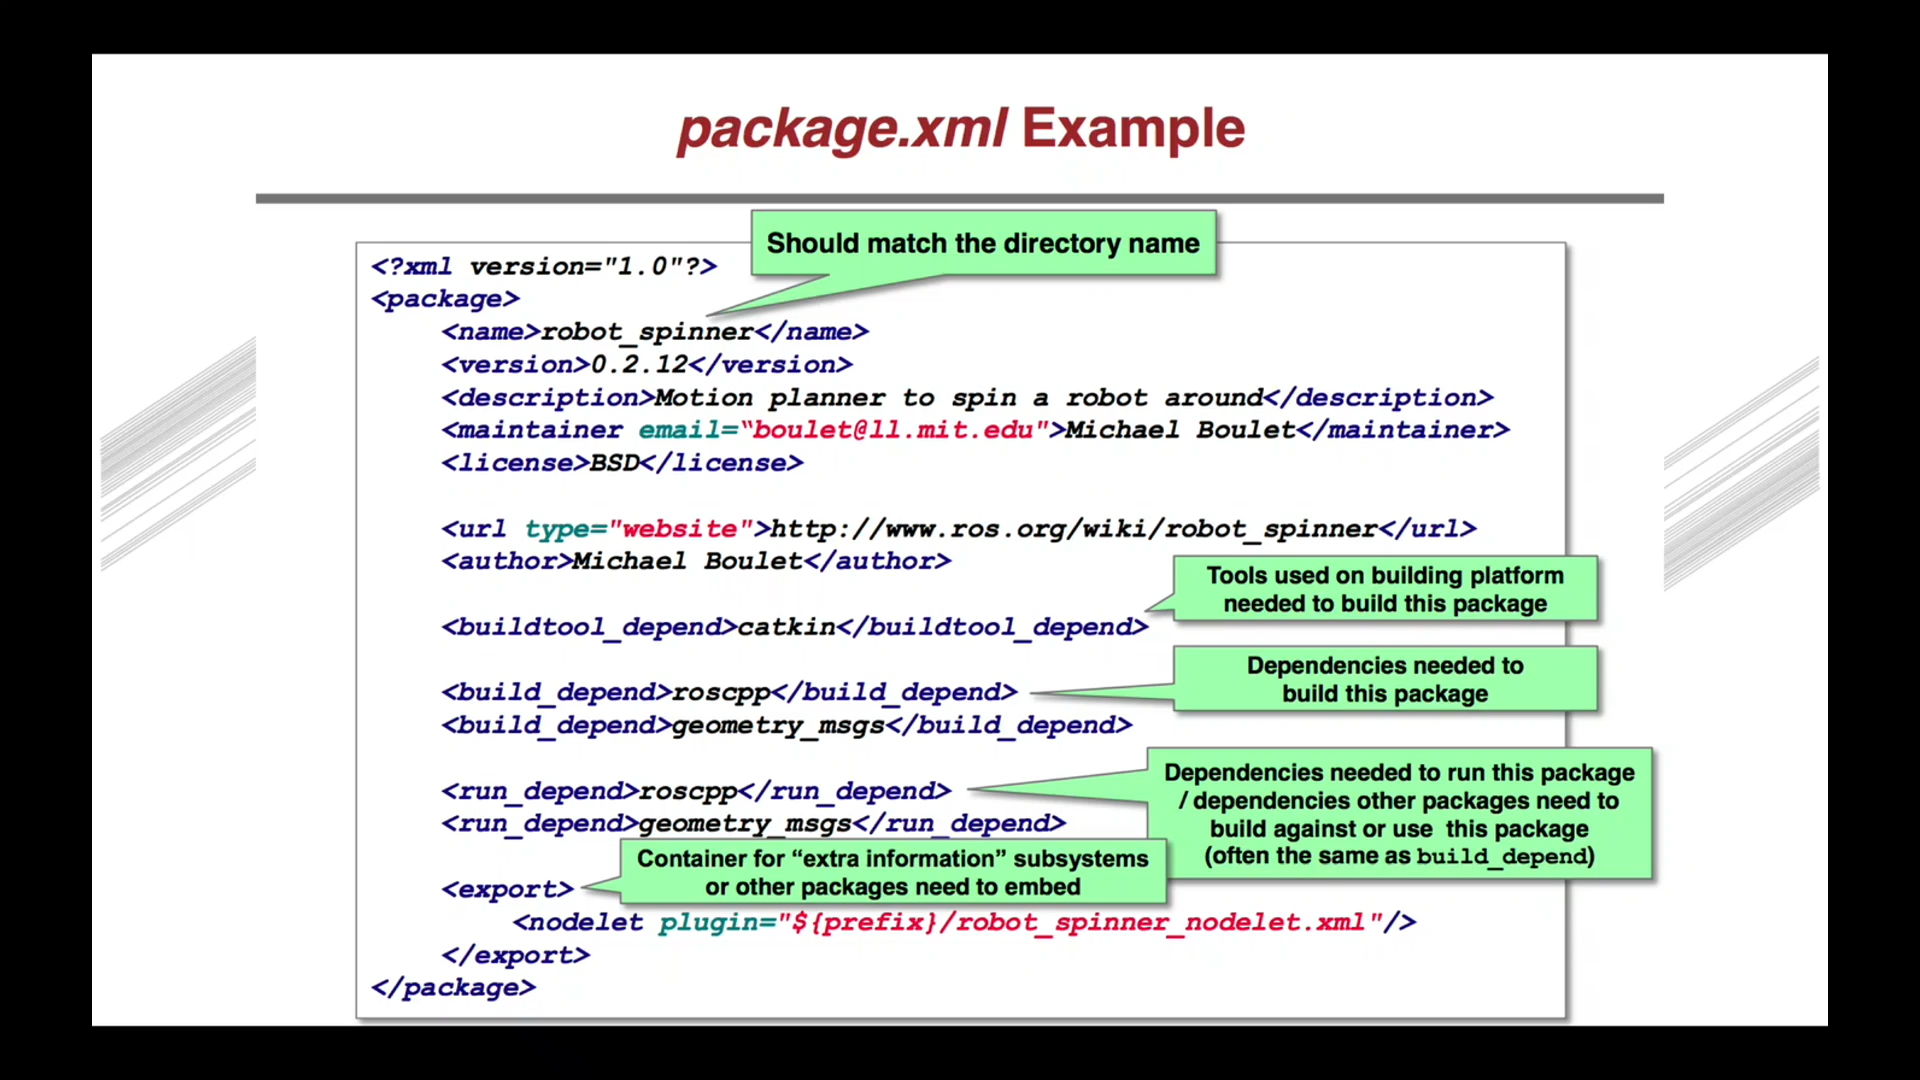 package.xml Example
Should match the directory name
<?xml version="1.0"?>
<package>
<name>robot_spinner</name>
<version>0.2.12</version>
<description>Motion planner to spin a robot around</description>
<maintainer email=“boulet@ll.mit.edu">Michael Boulet</maintainer>
<license>BSD</license>
<url type="website">http://www.ros.org/wiki/robot_spinner</url>
<author>Michael Boulet</author>
Tools used on building platform
needed to build this package
<buildtool_depend>catkin</buildtool_depend>
Dependencies needed to
build this package
<build_depend>roscpp</build_depend>
<build_depend>geometry_msgs</build_depend>
Dependencies needed to run this package
/ dependencies other packages need to
build against or use this package
(often the same as build_depend)
<run_depend>roscpp</run_depend>
<run_depend>geometry_msgs</run_depend>
Container for “extra information” subsystems
or other packages need to embed
<export>
<nodelet plugin="${prefix}/robot_spinner_nodelet.xml"/>
</export>
</package>